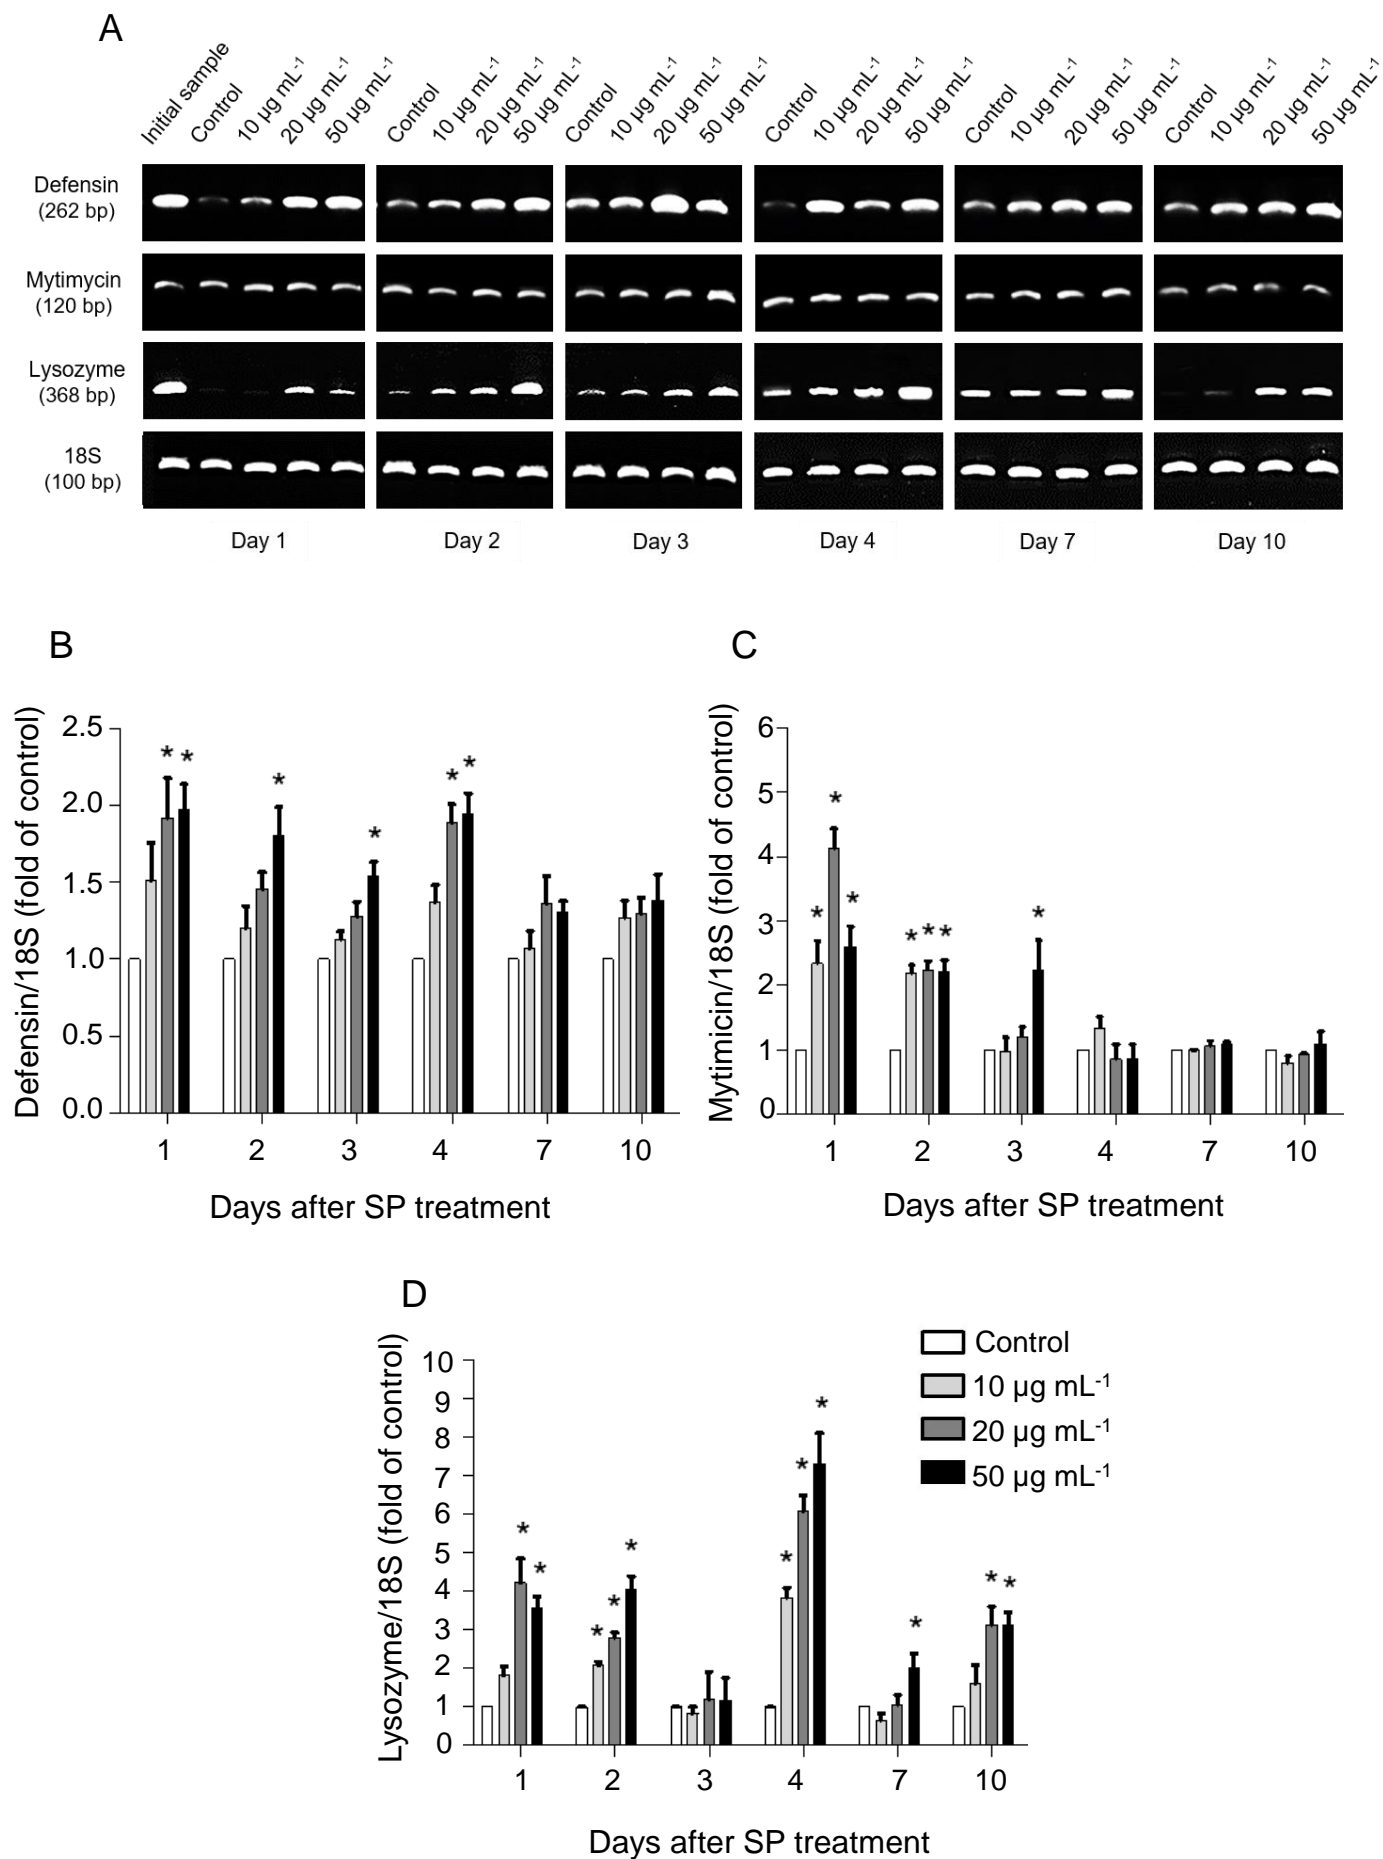 A
Initial sample Control 10 µg mL-1 20 µg mL-1 50 µg mL-1 Control 10 µg mL-1 20 µg mL-1 50 µg mL-1 Control 10 µg mL-1 20 µg mL-1 50 µg mL-1 Control 10 µg mL-1 20 µg mL-1 50 µg mL-1 Control 10 µg mL-1 20 µg mL-1 50 µg mL-1 Control 10 µg mL-1 20 µg mL-1 50 µg mL-1
Defensin
(262 bp)
Mytimycin
(120 bp)
Lysozyme
(368 bp)
18S
(100 bp)
Day 1 Day 2 Day 3 Day 4 Day 7 Day 10
B
Defensin/18S (fold of control)
2.5
2.0
1.5
1.0
0.5
0.0
* * * * * *
1 2 3 4 7 10
Days after SP treatment
C
Mytimicin/18S (fold of control)
6
5
4
3
2
1
0
* * * * * * *
1 2 3 4 7 10
Days after SP treatment
D
Lysozyme/18S (fold of control)
10
9
8
7
6
5
4
3
2
1
0
* * * * * * * * * * *
1 2 3 4 7 10
Days after SP treatment
Control
10 µg mL-1
20 µg mL-1
50 µg mL-1